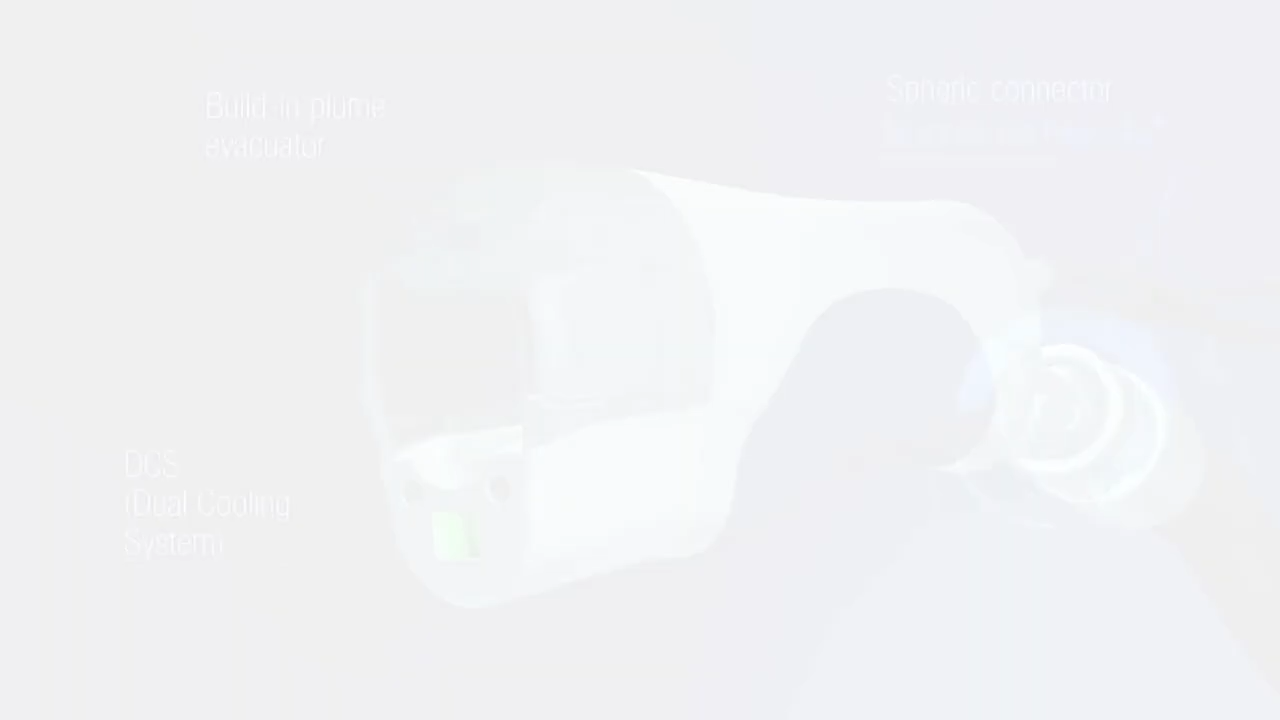 Build-in plume
evacuator
Spheric connector
DCS
(Dual Cooling
System)